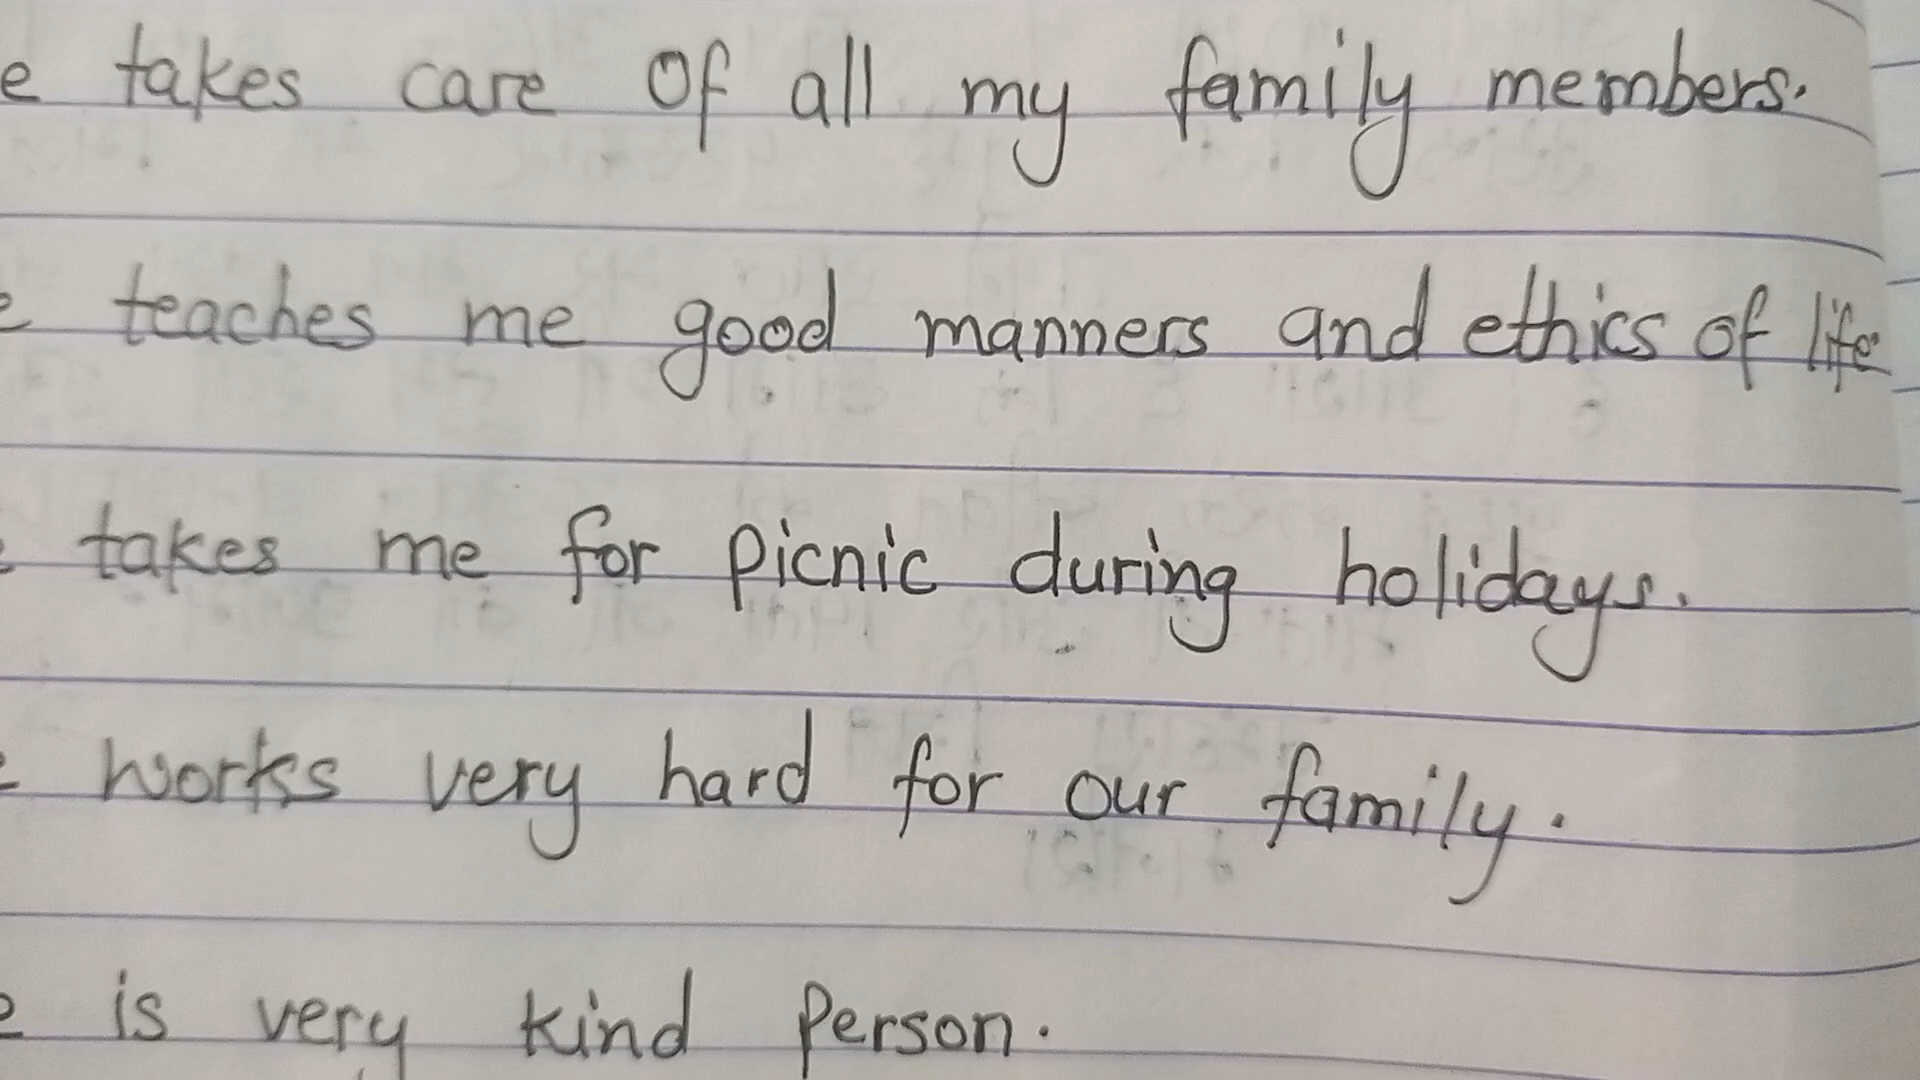 e takes care of all my family members.
e teaches me good manners and ethics of life
e takes me for picnic during holidays.
e works very hard for our family.
e is very kind Person.